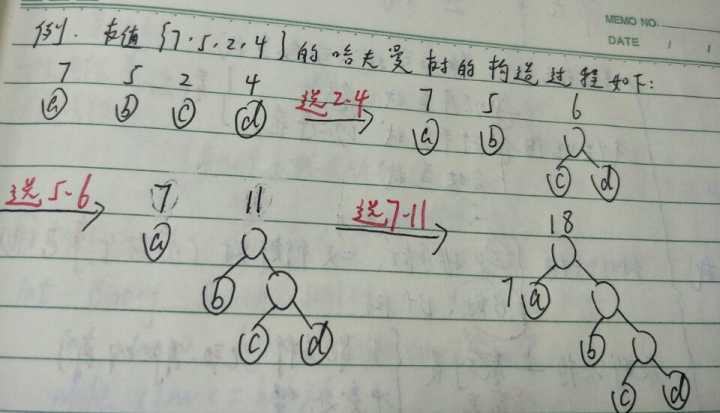 MEMO NO.
DATE / /
例. 权值 {7.5.2.4} 的哈夫曼树的构造过程如下:
7 5 2 4 选2-4 7 5 6
a b c d a b
c d
选5-6 7 11 选7-11 18
a
b 7 a
c d b
c d